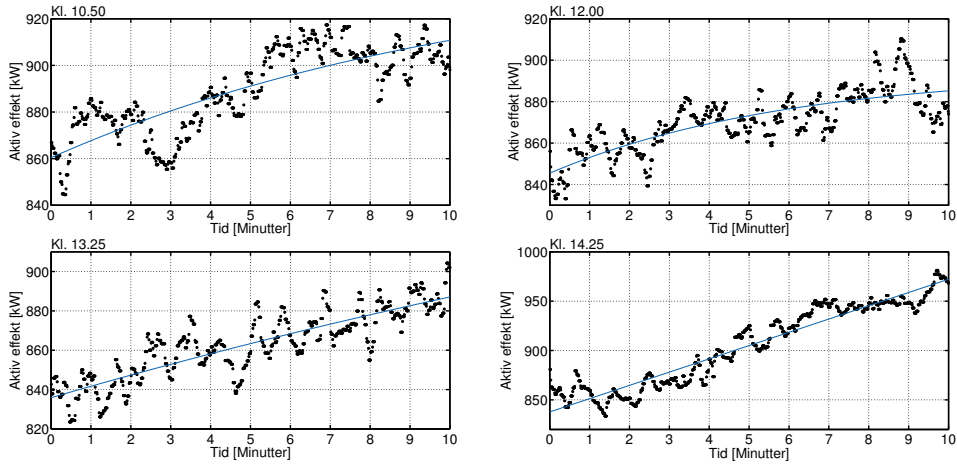 Kl. 10.50
920
900
880
860
840
Aktiv effekt [kW]
0 1 2 3 4 5 6 7 8 9 10
Tid [Minutter]
Kl. 12.00
920
900
880
860
840
Aktiv effekt [kW]
0 1 2 3 4 5 6 7 8 9 10
Tid [Minutter]
Kl. 13.25
900
880
860
840
820
Aktiv effekt [kW]
0 1 2 3 4 5 6 7 8 9 10
Tid [Minutter]
Kl. 14.25
1000
950
900
850
Aktiv effekt [kW]
0 1 2 3 4 5 6 7 8 9 10
Tid [Minutter]